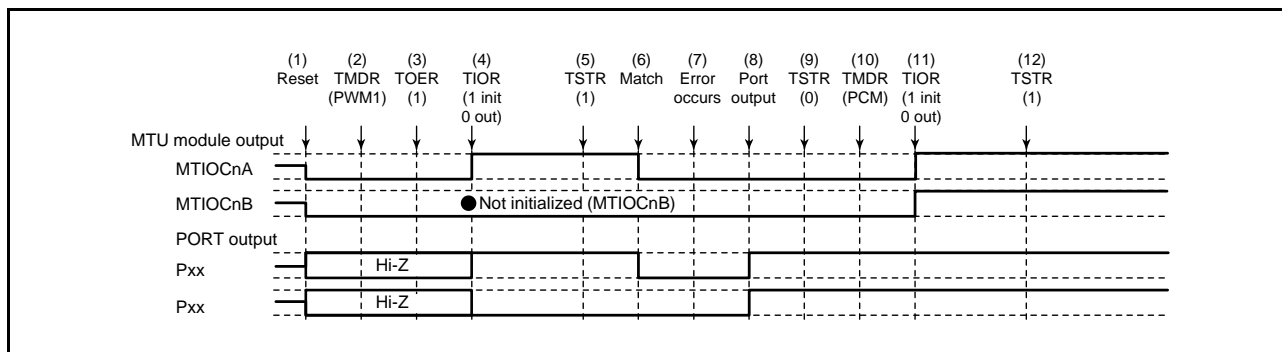 (1) (2) (3) (4) (5) (6) (7) (8) (9) (10) (11) (12)
Reset TMDR TOER TIOR TSTR Match Error Port TSTR TMDR TIOR TSTR
(PWM1) (1) (1 init (1) occurs output (0) (PCM) (1 init (1)
0 out) 0 out)
MTU module output
MTIOCnA
MTIOCnB Not initialized (MTIOCnB)
PORT output
Pxx Hi-Z
Pxx Hi-Z